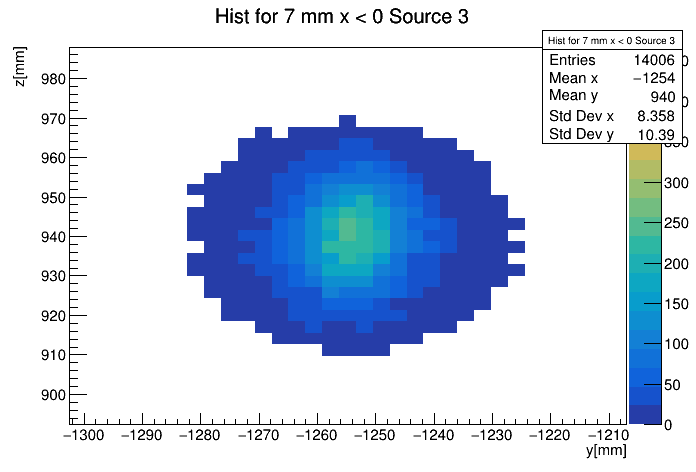 Hist for 7 mm x < 0 Source 3
z[mm]
Hist for 7 mm x < 0 Source 3
Entries 14006
Mean x −1254
Mean y 940
Std Dev x 8.358
Std Dev y 10.39
980
970
960
950
940
930
920
910
900
0
0
350
300
250
200
150
100
50
0
−1300 −1290 −1280 −1270 −1260 −1250 −1240 −1230 −1220 −1210
y[mm]